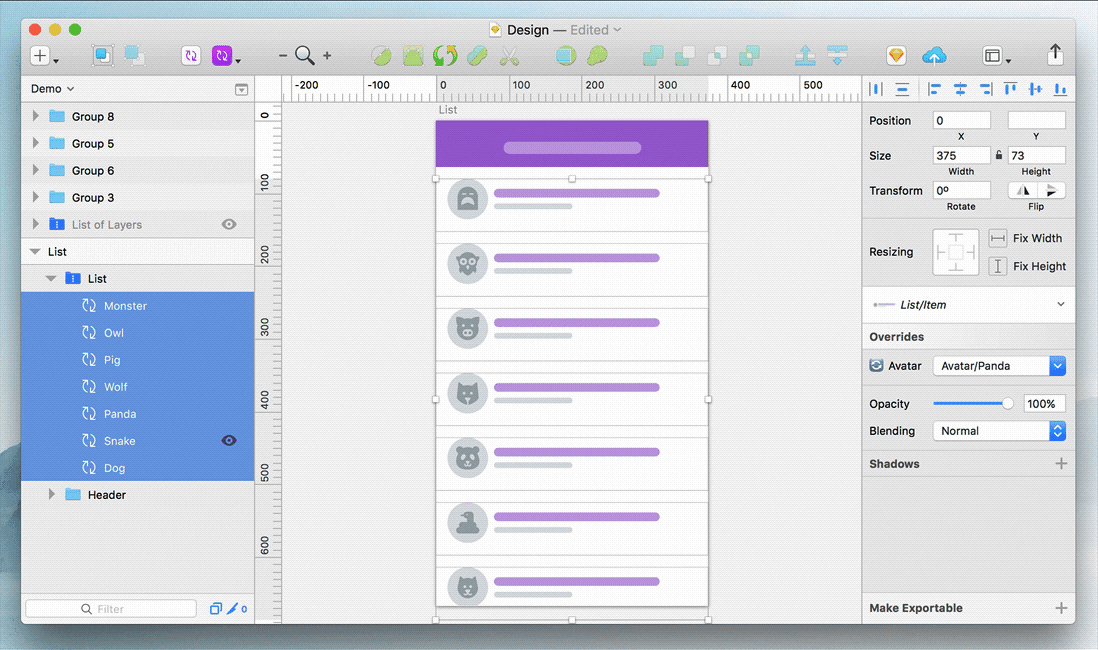 Design — Edited
Demo
-200 -100 0 100 200 300 400 500
Group 8
Group 5
Group 6
Group 3
List of Layers
List
List
Monster
Owl
Pig
Wolf
Panda
Snake
Dog
Header
Filter
0
0
100
200
300
400
500
600
List
Position 0
X Y
Size 375 73
Width Height
Transform 0º
Rotate Flip
Resizing Fix Width
Fix Height
List/Item
Overrides
Avatar Avatar/Panda
Opacity 100%
Blending Normal
Shadows
Make Exportable